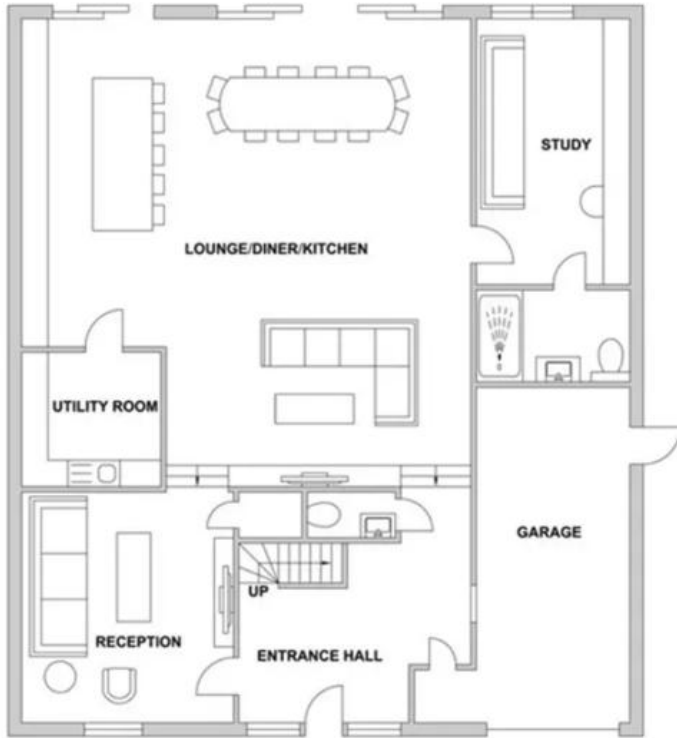 STUDY
LOUNGE/DINER/KITCHEN
UTILITY ROOM
GARAGE
UP
RECEPTION
ENTRANCE HALL